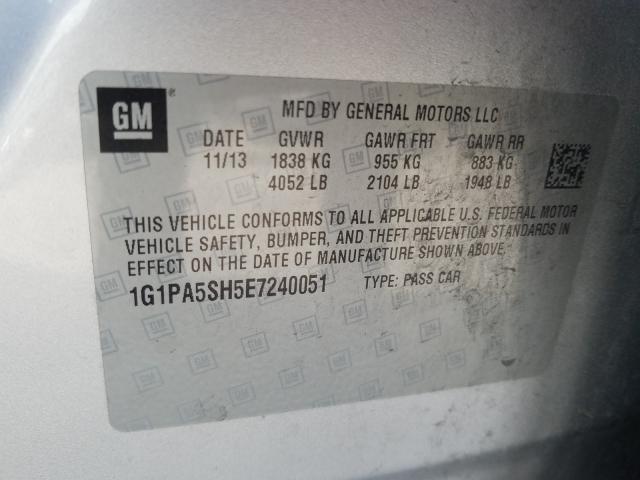 GM ®
MFD BY GENERAL MOTORS LLC
DATE GVWR GAWR FRT GAWR RR
11/13 1838 KG 955 KG 883 KG
4052 LB 2104 LB 1948 LB
THIS VEHICLE CONFORMS TO ALL APPLICABLE U.S. FEDERAL MOTOR
VEHICLE SAFETY, BUMPER, AND THEFT PREVENTION STANDARDS IN
EFFECT ON THE DATE OF MANUFACTURE SHOWN ABOVE.
1G1PA5SH5E7240051 TYPE: PASS CAR